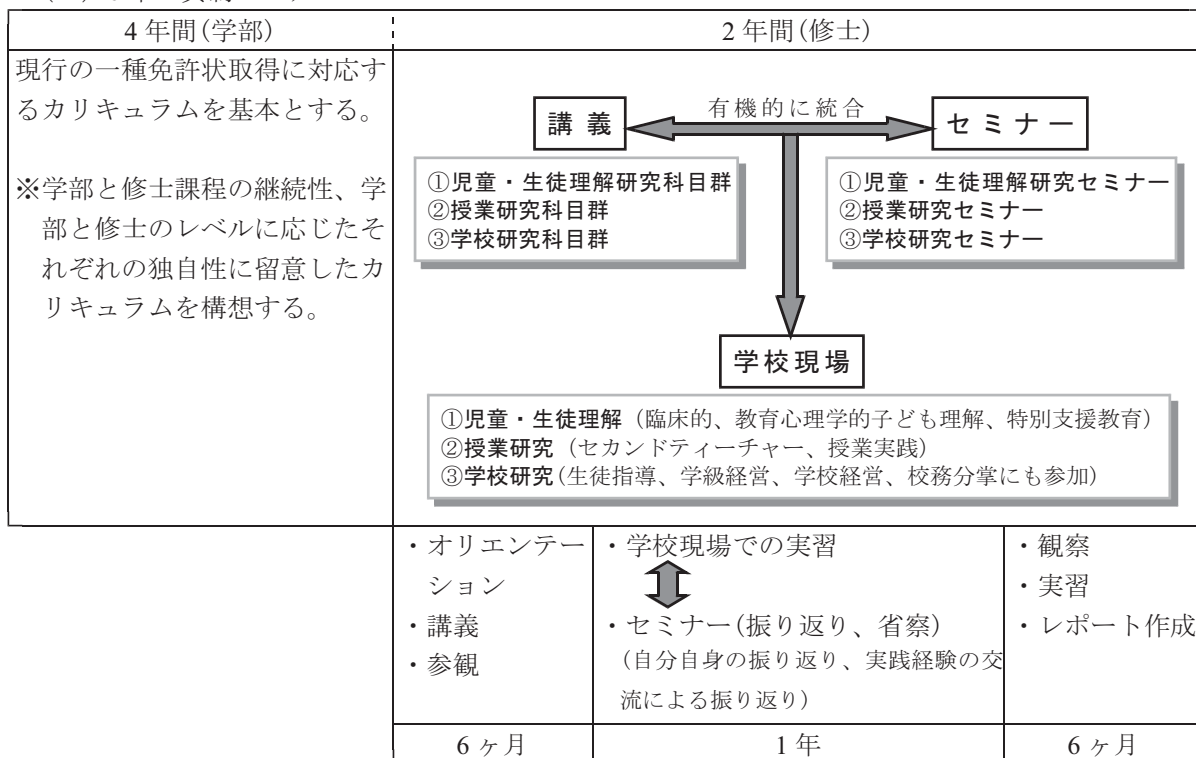 4年間(学部)
2年間(修士)
現行の一種免許状取得に対応す
るカリキュラムを基本とする。
※学部と修士課程の継続性、学
部と修士のレベルに応じたそ
れぞれの独自性に留意したカ
リキュラムを構想する。
講義
有機的に統合
セミナー
①児童・生徒理解研究科目群
②授業研究科目群
③学校研究科目群
①児童・生徒理解研究セミナー
②授業研究セミナー
③学校研究セミナー
学校現場
①児童・生徒理解(臨床的、教育心理学的子ども理解、特別支援教育)
②授業研究(セカンドティーチャー、授業実践)
③学校研究(生徒指導、学級経営、学校経営、校務分掌にも参加)
・オリエンテー
ション
・講義
・参観
・学校現場での実習
・セミナー(振り返り、省察)
(自分自身の振り返り、実践経験の交
流による振り返り)
・観察
・実習
・レポート作成
6ヶ月
1年
6ヶ月